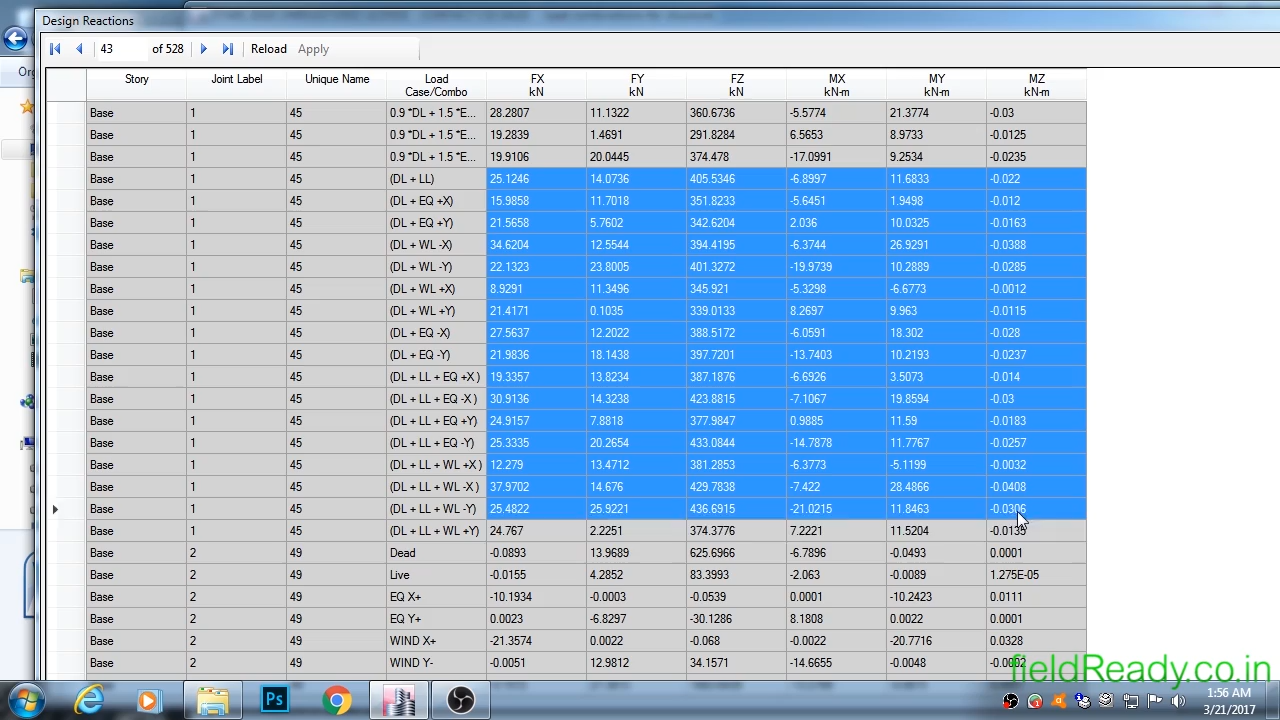 Design Reactions
43 of 528 Reload Apply
Story Joint Label Unique Name Load Case/Combo FX kN FY kN FZ kN MX kN-m MY kN-m MZ kN-m
Base 1 45 0.9 *DL + 1.5 *E... 28.2807 11.1322 360.6736 -5.5774 21.3774 -0.03
Base 1 45 0.9 *DL + 1.5 *E... 19.2839 1.4691 291.8284 6.5653 8.9733 -0.0125
Base 1 45 0.9 *DL + 1.5 *E... 19.9106 20.0445 374.478 -17.0991 9.2534 -0.0235
Base 1 45 (DL + LL) 25.1246 14.0736 405.5346 -6.8997 11.6833 -0.022
Base 1 45 (DL + EQ +X) 15.9858 11.7018 351.8233 -5.6451 1.9498 -0.012
Base 1 45 (DL + EQ +Y) 21.5658 5.7602 342.6204 2.036 10.0325 -0.0163
Base 1 45 (DL + WL -X) 34.6204 12.5544 394.4195 -6.3744 26.9291 -0.0388
Base 1 45 (DL + WL -Y) 22.1323 23.8005 401.3272 -19.9739 10.2889 -0.0285
Base 1 45 (DL + WL +X) 8.9291 11.3496 345.921 -5.3298 -6.6773 -0.0012
Base 1 45 (DL + WL +Y) 21.4171 0.1035 339.0133 8.2697 9.963 -0.0115
Base 1 45 (DL + EQ -X) 27.5637 12.2022 388.5172 -6.0591 18.302 -0.028
Base 1 45 (DL + EQ -Y) 21.9836 18.1438 397.7201 -13.7403 10.2193 -0.0237
Base 1 45 (DL + LL + EQ +X ) 19.3357 13.8234 387.1876 -6.6926 3.5073 -0.014
Base 1 45 (DL + LL + EQ -X ) 30.9136 14.3238 423.8815 -7.1067 19.8594 -0.03
Base 1 45 (DL + LL + EQ +Y) 24.9157 7.8818 377.9847 0.9885 11.59 -0.0183
Base 1 45 (DL + LL + EQ -Y) 25.3335 20.2654 433.0844 -14.7878 11.7767 -0.0257
Base 1 45 (DL + LL + WL +X ) 12.279 13.4712 381.2853 -6.3773 -5.1199 -0.0032
Base 1 45 (DL + LL + WL -X ) 37.9702 14.676 429.7838 -7.422 28.4866 -0.0408
Base 1 45 (DL + LL + WL -Y) 25.4822 25.9221 436.6915 -21.0215 11.8463 -0.0306
Base 1 45 (DL + LL + WL +Y) 24.767 2.2251 374.3776 7.2221 11.5204 -0.0135
Base 2 49 Dead -0.0893 13.9689 625.6966 -6.7896 -0.0493 0.0001
Base 2 49 Live -0.0155 4.2852 83.3993 -2.063 -0.0089 1.275E-05
Base 2 49 EQ X+ -10.1934 -0.0003 -0.0539 0.0001 -10.2423 0.0111
Base 2 49 EQ Y+ 0.0023 -6.8297 -30.1286 8.1808 0.0022 0.0001
Base 2 49 WIND X+ -21.3574 0.0022 -0.068 -0.0022 -20.7716 0.0328
Base 2 49 WIND Y- -0.0051 12.9812 34.1571 -14.6655 -0.0048 -0.0002
fieldReady.co.in
Ps
1:56 AM
3/21/2017